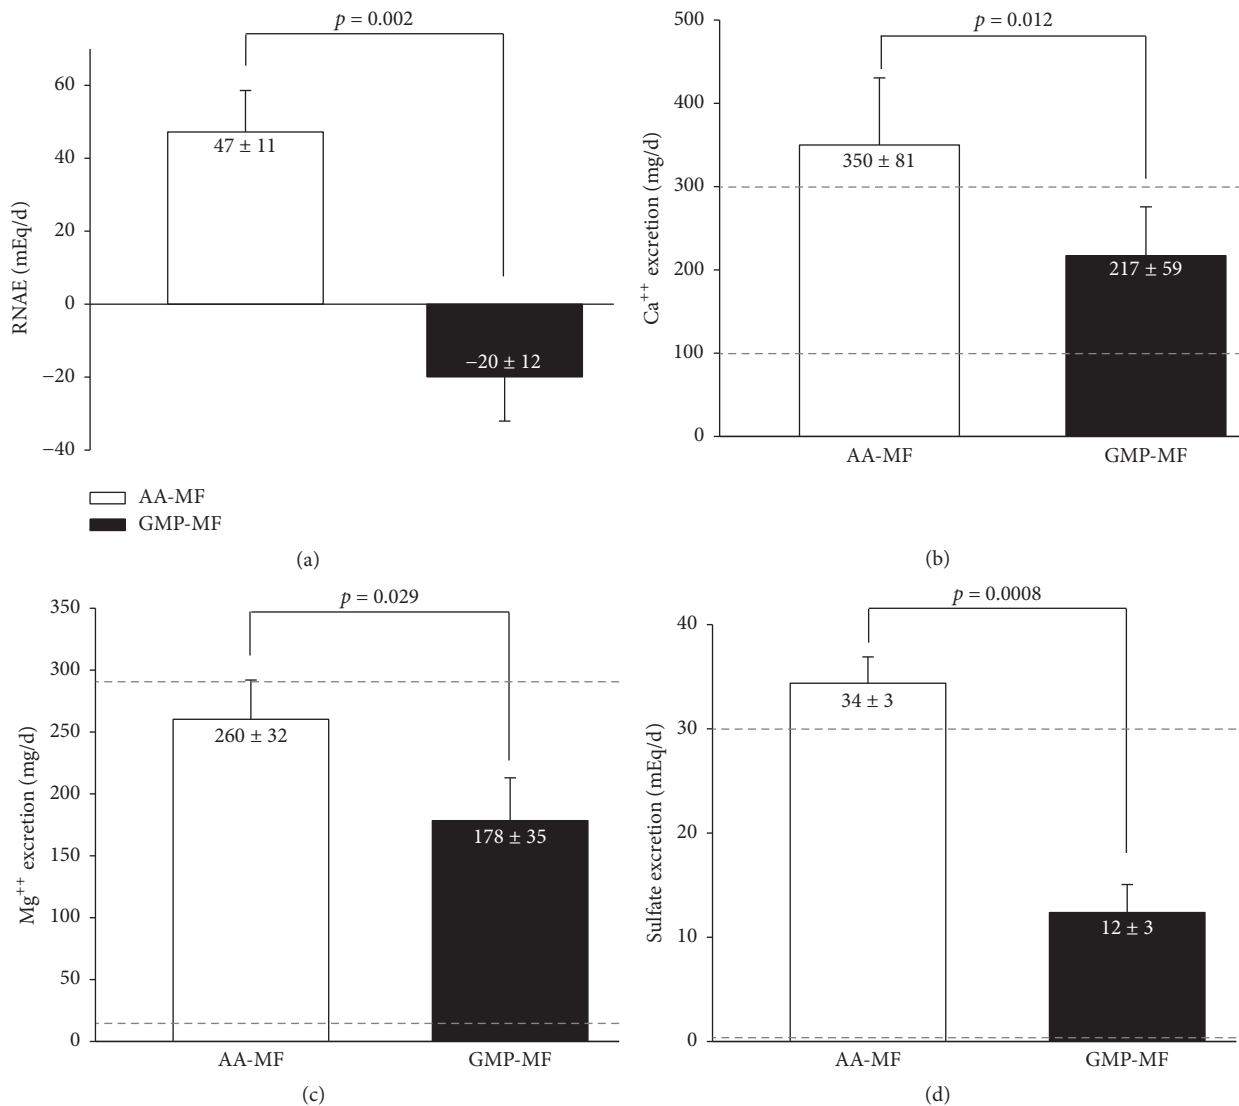 p = 0.002
RNAE (mEq/d)
60
40
20
0
−20
−40
47 ± 11
−20 ± 12
AA-MF
GMP-MF
(a)
p = 0.012
Ca++ excretion (mg/d)
500
400
300
200
100
0
350 ± 81
217 ± 59
AA-MF
GMP-MF
(b)
p = 0.029
Mg++ excretion (mg/d)
350
300
250
200
150
100
50
0
260 ± 32
178 ± 35
AA-MF
GMP-MF
(c)
p = 0.0008
Sulfate excretion (mEq/d)
40
30
20
10
0
34 ± 3
12 ± 3
AA-MF
GMP-MF
(d)